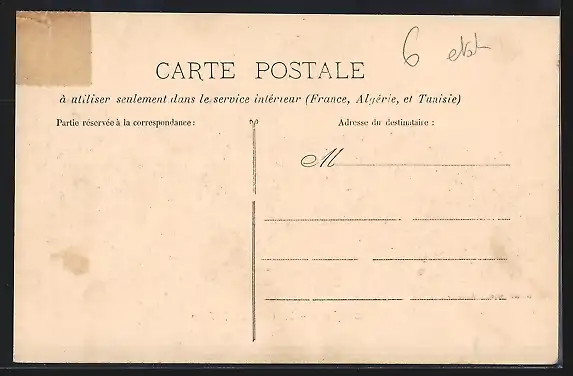 6
CARTE POSTALE
à utiliser seulement dans le service intérieur (France, Algérie, et Tunisie)
Partie réservée à la correspondance :
Adresse du destinataire :
M